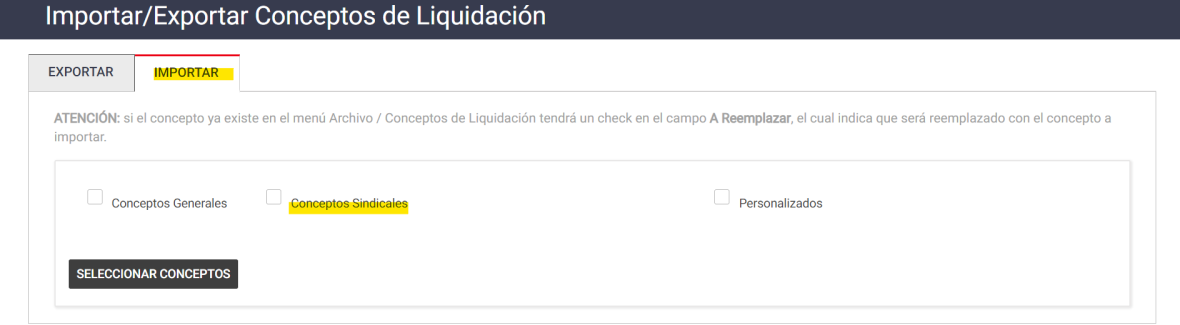 Importar/Exportar Conceptos de Liquidación
EXPORTAR IMPORTAR
ATENCIÓN: si el concepto ya existe en el menú Archivo / Conceptos de Liquidación tendrá un check en el campo A Reemplazar, el cual indica que será reemplazado con el concepto a
importar.
Conceptos Generales Conceptos Sindicales Personalizados
SELECCIONAR CONCEPTOS